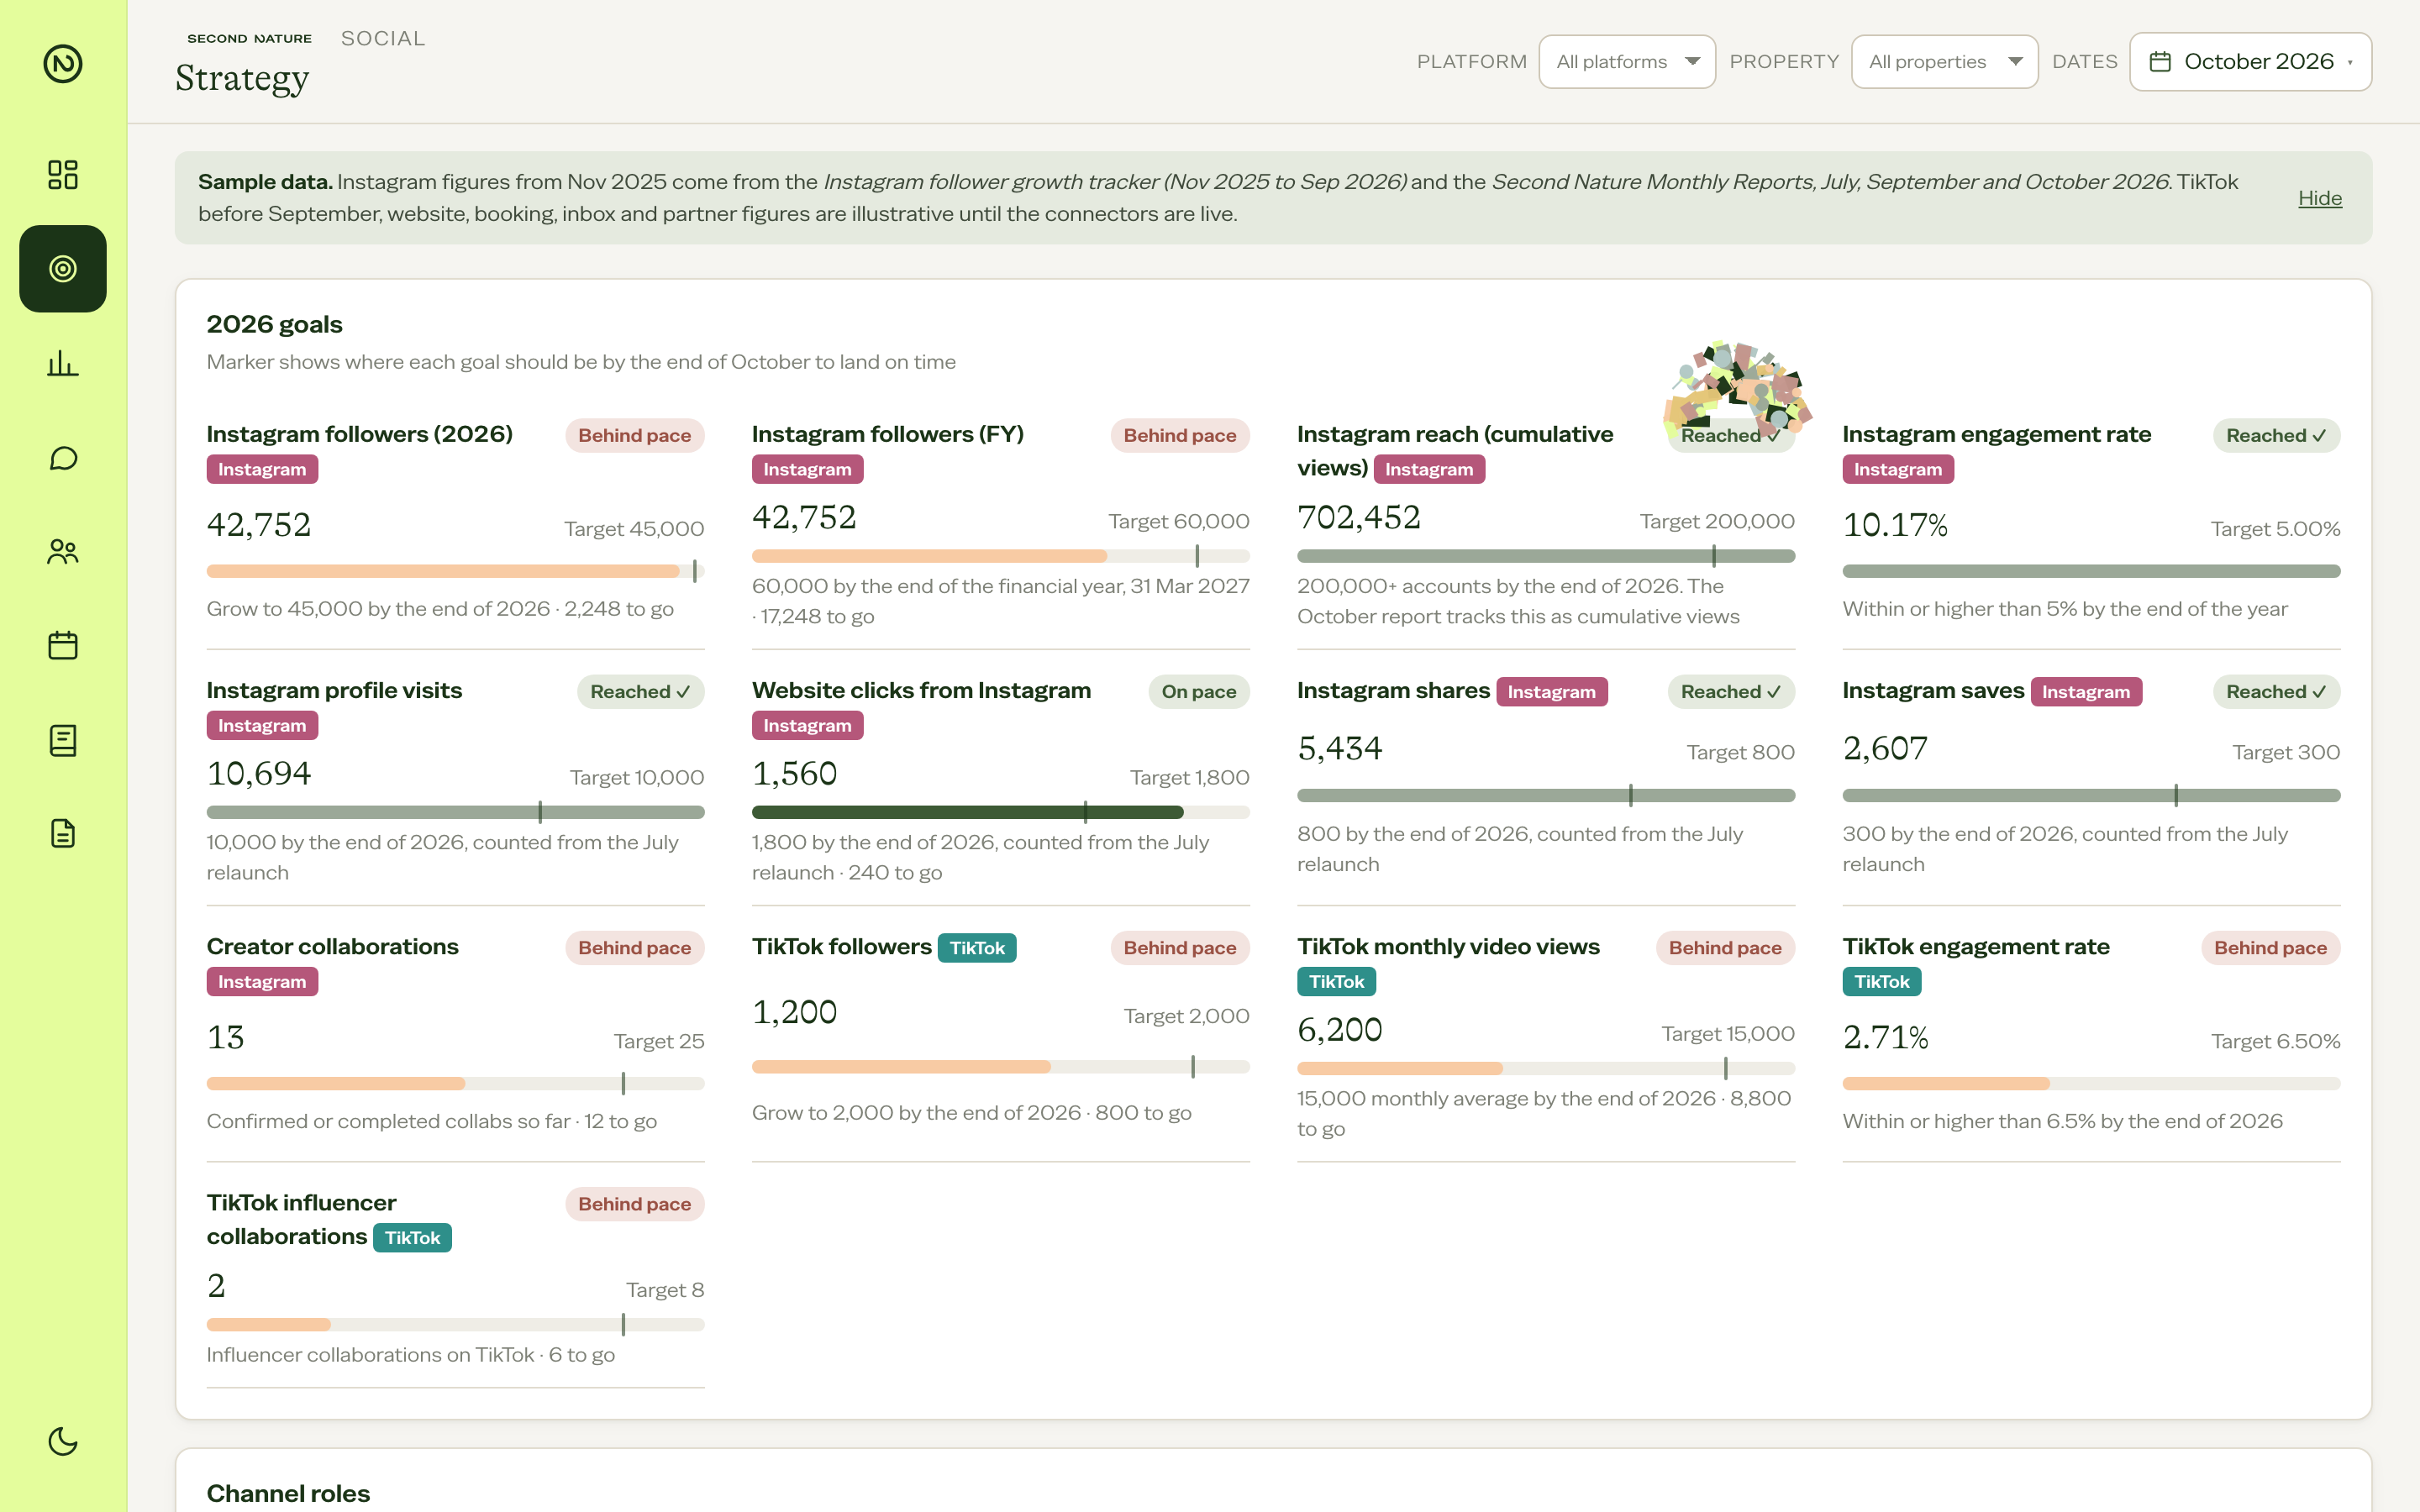 SECOND NATURE SOCIAL
Strategy
PLATFORM All platforms PROPERTY All properties DATES October 2026
Sample data. Instagram figures from Nov 2025 come from the Instagram follower growth tracker (Nov 2025 to Sep 2026) and the Second Nature Monthly Reports, July, September and October 2026. TikTok
before September, website, booking, inbox and partner figures are illustrative until the connectors are live.
Hide
2026 goals
Marker shows where each goal should be by the end of October to land on time
Instagram followers (2026) Behind pace
Instagram
42,752 Target 45,000
Grow to 45,000 by the end of 2026 · 2,248 to go
Instagram followers (FY) Behind pace
Instagram
42,752 Target 60,000
60,000 by the end of the financial year, 31 Mar 2027
· 17,248 to go
Instagram reach (cumulative Reached ✓
views) Instagram
702,452 Target 200,000
200,000+ accounts by the end of 2026. The
October report tracks this as cumulative views
Instagram engagement rate Reached ✓
Instagram
10.17% Target 5.00%
Within or higher than 5% by the end of the year
Instagram profile visits Reached ✓
Instagram
10,694 Target 10,000
10,000 by the end of 2026, counted from the July
relaunch
Website clicks from Instagram On pace
Instagram
1,560 Target 1,800
1,800 by the end of 2026, counted from the July
relaunch · 240 to go
Instagram shares Instagram Reached ✓
5,434 Target 800
800 by the end of 2026, counted from the July
relaunch
Instagram saves Instagram Reached ✓
2,607 Target 300
300 by the end of 2026, counted from the July
relaunch
Creator collaborations Behind pace
Instagram
13 Target 25
Confirmed or completed collabs so far · 12 to go
TikTok followers TikTok Behind pace
1,200 Target 2,000
Grow to 2,000 by the end of 2026 · 800 to go
TikTok monthly video views Behind pace
TikTok
6,200 Target 15,000
15,000 monthly average by the end of 2026 · 8,800
to go
TikTok engagement rate Behind pace
TikTok
2.71% Target 6.50%
Within or higher than 6.5% by the end of 2026
TikTok influencer Behind pace
collaborations TikTok
2 Target 8
Influencer collaborations on TikTok · 6 to go
Channel roles